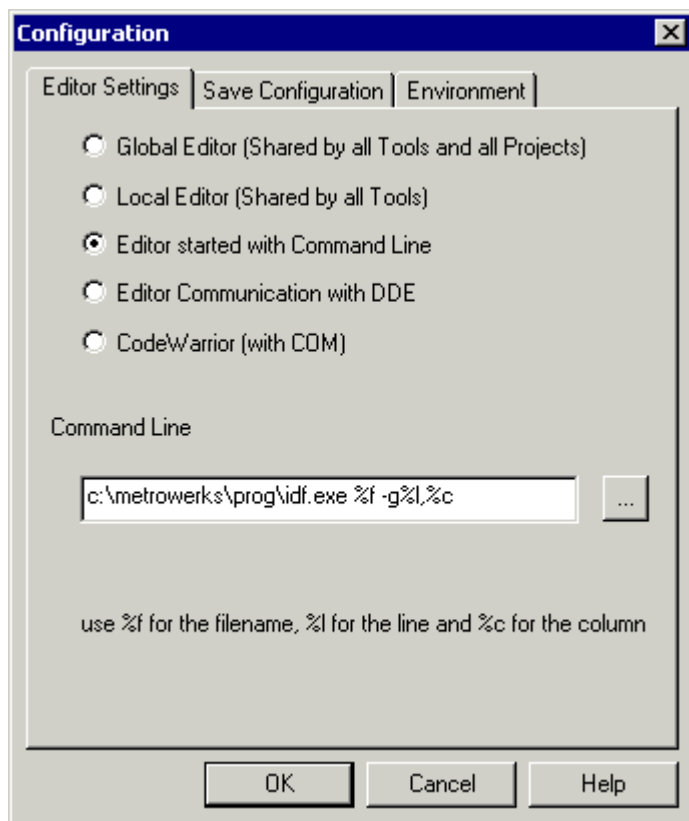 Configuration
Editor Settings Save Configuration Environment
Global Editor (Shared by all Tools and all Projects)
Local Editor (Shared by all Tools)
Editor started with Command Line
Editor Communication with DDE
CodeWarrior (with COM)
Command Line
c:\metrowerks\prog\idf.exe %f -g%l,%c
...
use %f for the filename, %l for the line and %c for the column
OK Cancel Help